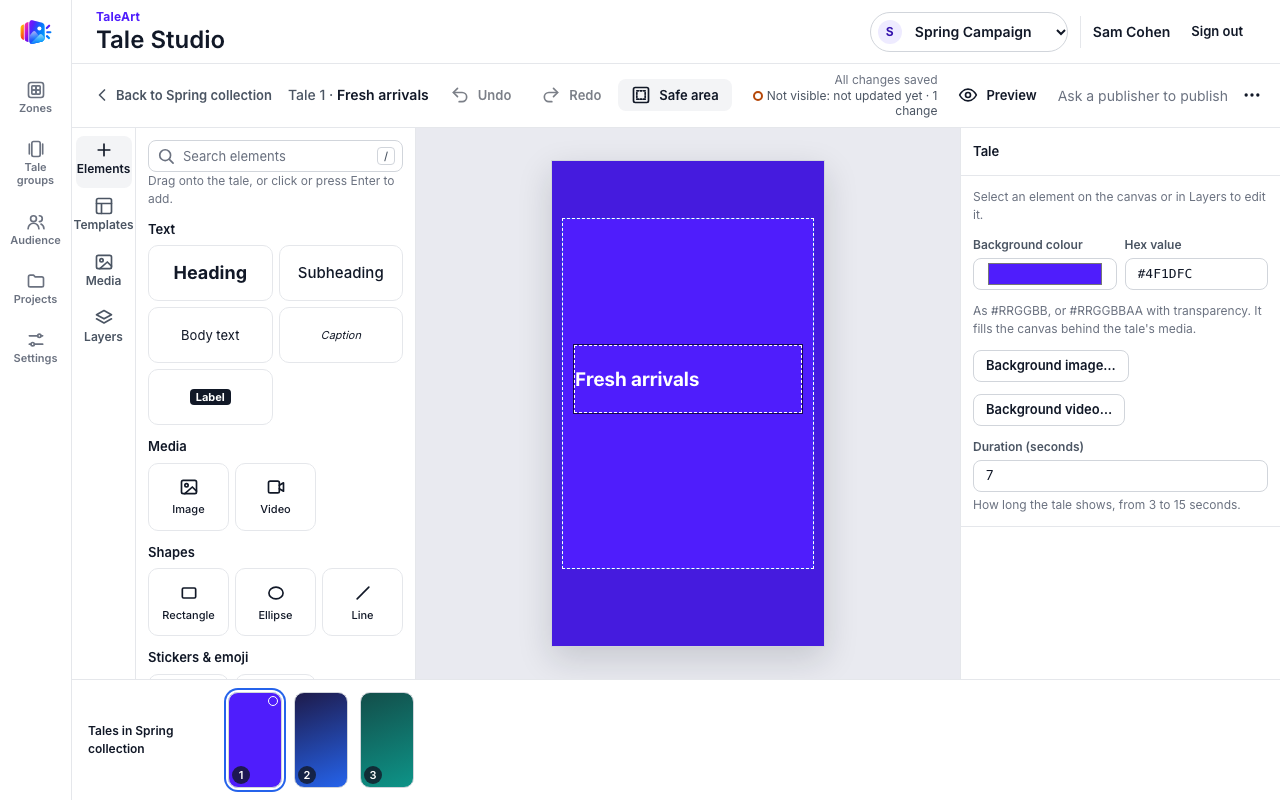 TaleArt
Tale Studio
S
Spring Campaign
Sam Cohen
Sign out
Back to Spring collection
Tale 1 · Fresh arrivals
Undo
Redo
Safe area
All changes saved
Not visible: not updated yet · 1
change
Preview
Ask a publisher to publish
Zones
Tale
groups
Audience
Projects
Settings
Elements
Templates
Media
Layers
Search elements
/
Drag onto the tale, or click or press Enter to
add.
Text
Heading
Subheading
Body text
Caption
Label
Media
Image
Video
Shapes
Rectangle
Ellipse
Line
Stickers & emoji
Fresh arrivals
Tale
Select an element on the canvas or in Layers to edit
it.
Background colour
Hex value
#4F1DFC
As #RRGGBB, or #RRGGBBAA with transparency. It
fills the canvas behind the tale's media.
Background image...
Background video...
Duration (seconds)
7
How long the tale shows, from 3 to 15 seconds.
Tales in Spring
collection
1
2
3